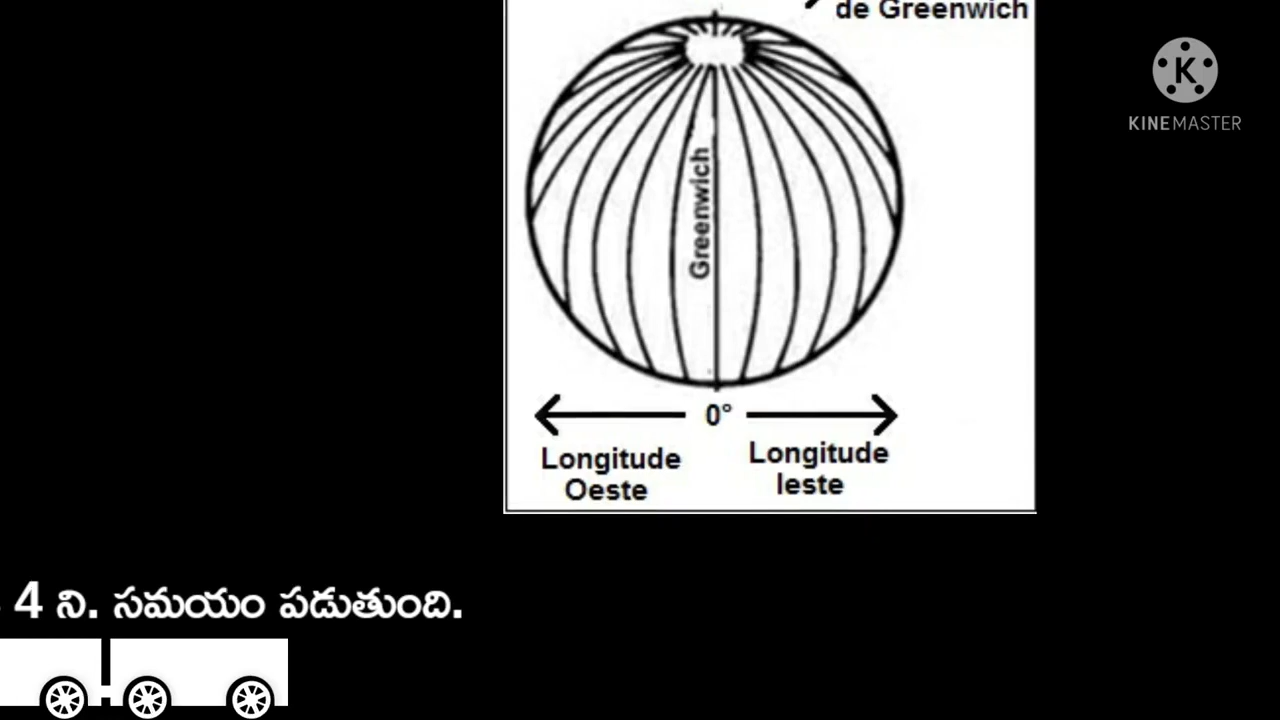 de Greenwich
K
KINEMASTER
Greenwich
0°
Longitude
Oeste
Longitude
leste
4 ని. సమయం పడుతుంది.